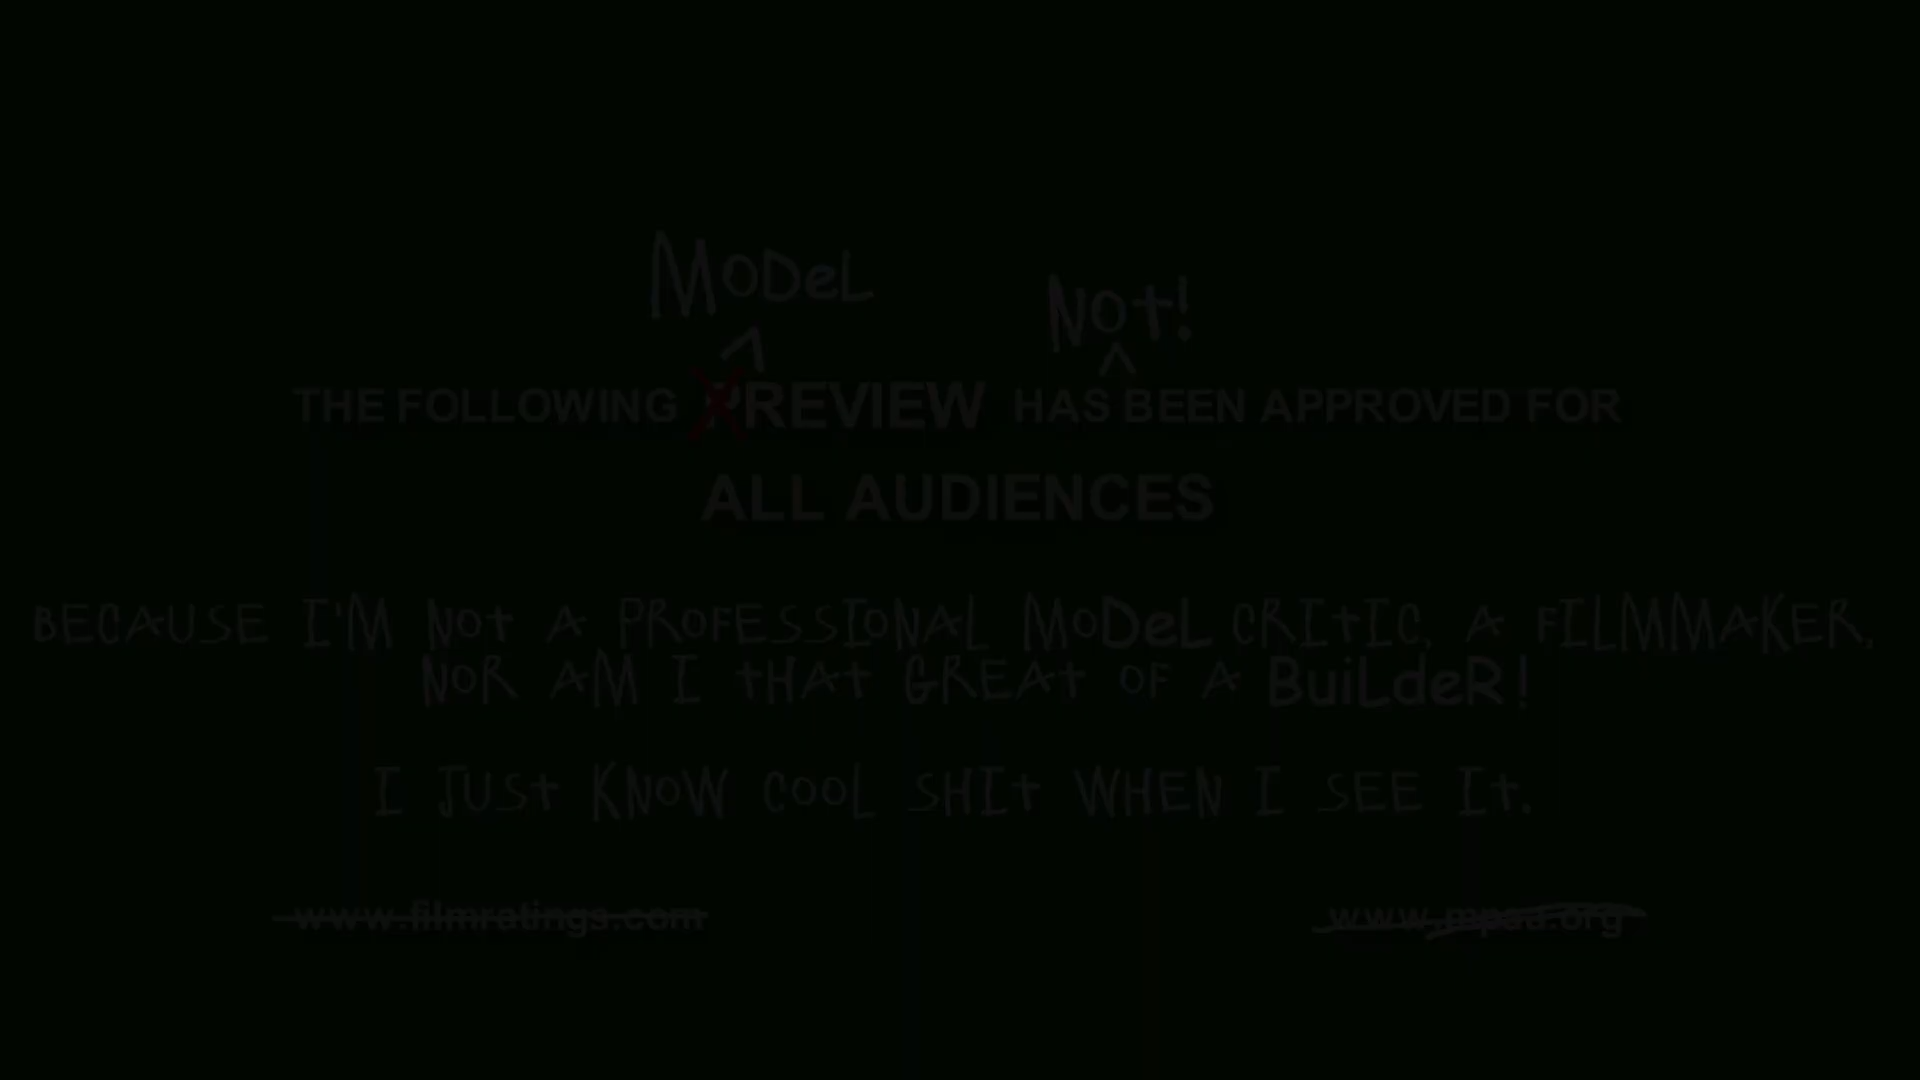 MoDeL
Not!
THE FOLLOWING PREVIEW HAS BEEN APPROVED FOR
ALL AUDIENCES
BECAUSE I'M NOt A PROFESSIONAL MoDeL CRITIC, A FILMMAKER,
NOR AM I tHAt GREAt OF A BuiLdeR!
I JUSt KNOW COOL SHIt WHEN I SEE It.
www.filmratings.com www.mpaa.org